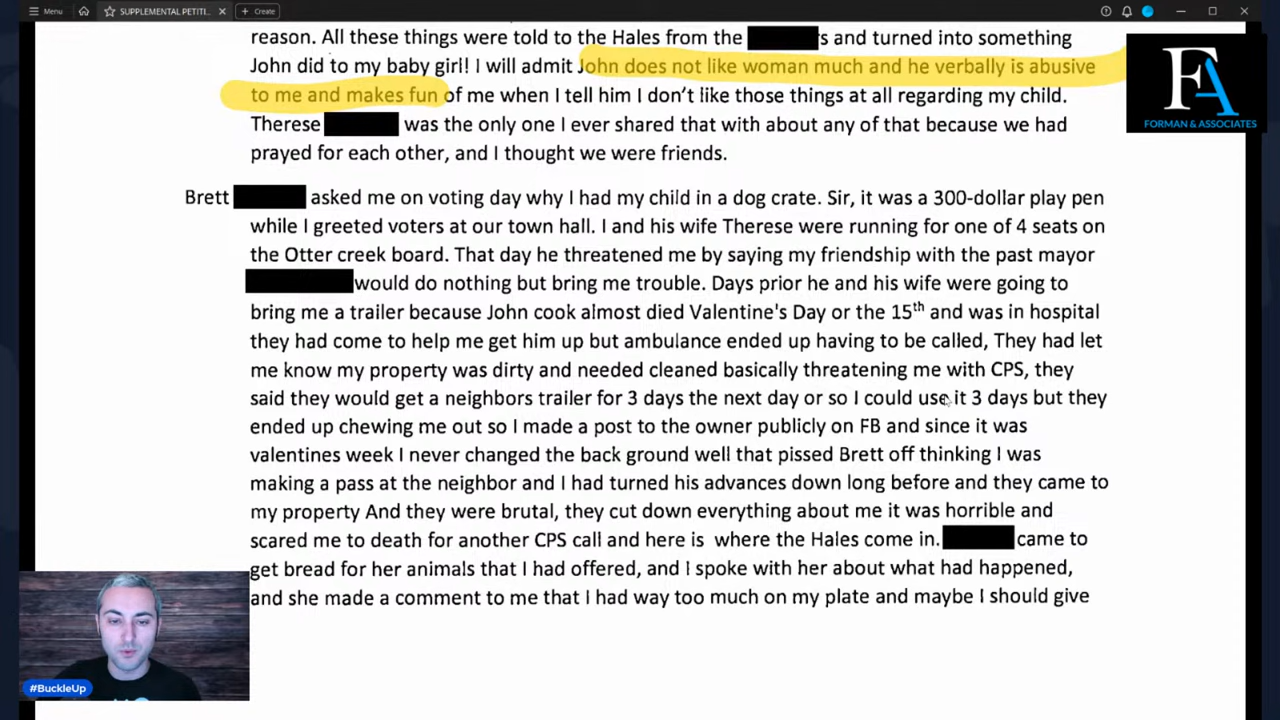 Menu
SUPPLEMENTAL PETITI...
Create
reason. All these things were told to the Hales from the s and turned into something
John did to my baby girl! I will admit John does not like woman much and he verbally is abusive
to me and makes fun of me when I tell him I don't like those things at all regarding my child.
Therese was the only one I ever shared that with about any of that because we had
prayed for each other, and I thought we were friends.
Brett asked me on voting day why I had my child in a dog crate. Sir, it was a 300-dollar play pen
while I greeted voters at our town hall. I and his wife Therese were running for one of 4 seats on
the Otter creek board. That day he threatened me by saying my friendship with the past mayor
would do nothing but bring me trouble. Days prior he and his wife were going to
bring me a trailer because John cook almost died Valentine's Day or the 15th and was in hospital
they had come to help me get him up but ambulance ended up having to be called, They had let
me know my property was dirty and needed cleaned basically threatening me with CPS, they
said they would get a neighbors trailer for 3 days the next day or so I could use it 3 days but they
ended up chewing me out so I made a post to the owner publicly on FB and since it was
valentines week I never changed the back ground well that pissed Brett off thinking I was
making a pass at the neighbor and I had turned his advances down long before and they came to
my property And they were brutal, they cut down everything about me it was horrible and
scared me to death for another CPS call and here is where the Hales come in. came to
get bread for her animals that I had offered, and I spoke with her about what had happened,
and she made a comment to me that I had way too much on my plate and maybe I should give
FA
FORMAN & ASSOCIATES
#BuckleUp